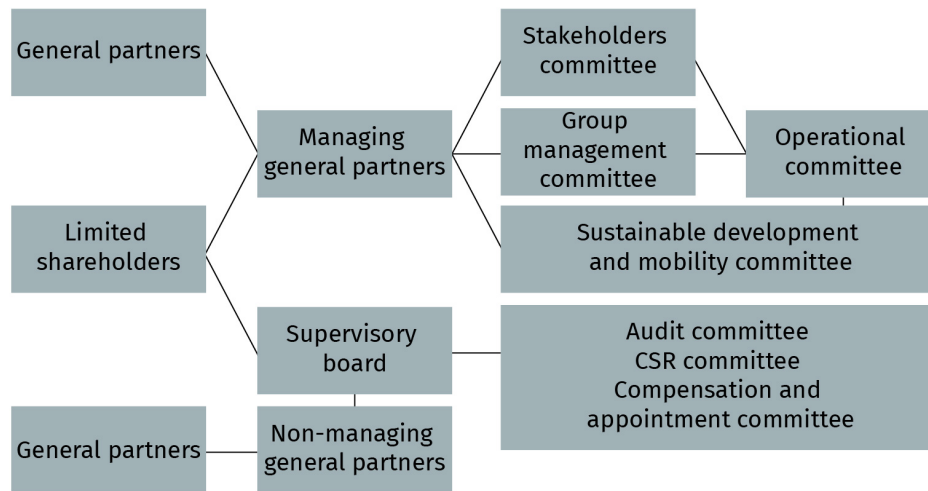 General partners
Stakeholders
committee
Managing
general partners
Group
management
committee
Operational
committee
Limited
shareholders
Sustainable development
and mobility committee
Supervisory
board
Audit committee
CSR committee
Compensation and
appointment committee
General partners
Non-managing
general partners